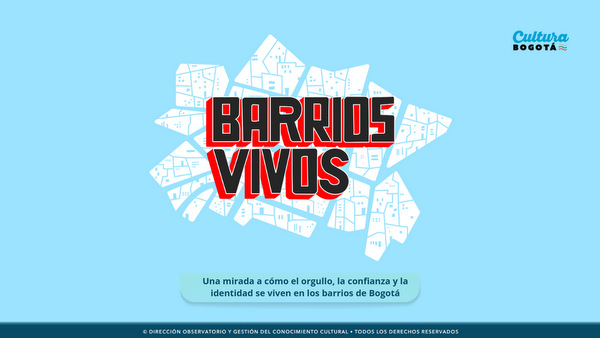 Cultura
BOGOTÁ
BARRIOS
VIVOS
Una mirada a cómo el orgullo, la confianza y la
identidad se viven en los barrios de Bogotá
© DIRECCIÓN OBSERVATORIO Y GESTIÓN DEL CONOCIMIENTO CULTURAL • TODOS LOS DERECHOS RESERVADOS